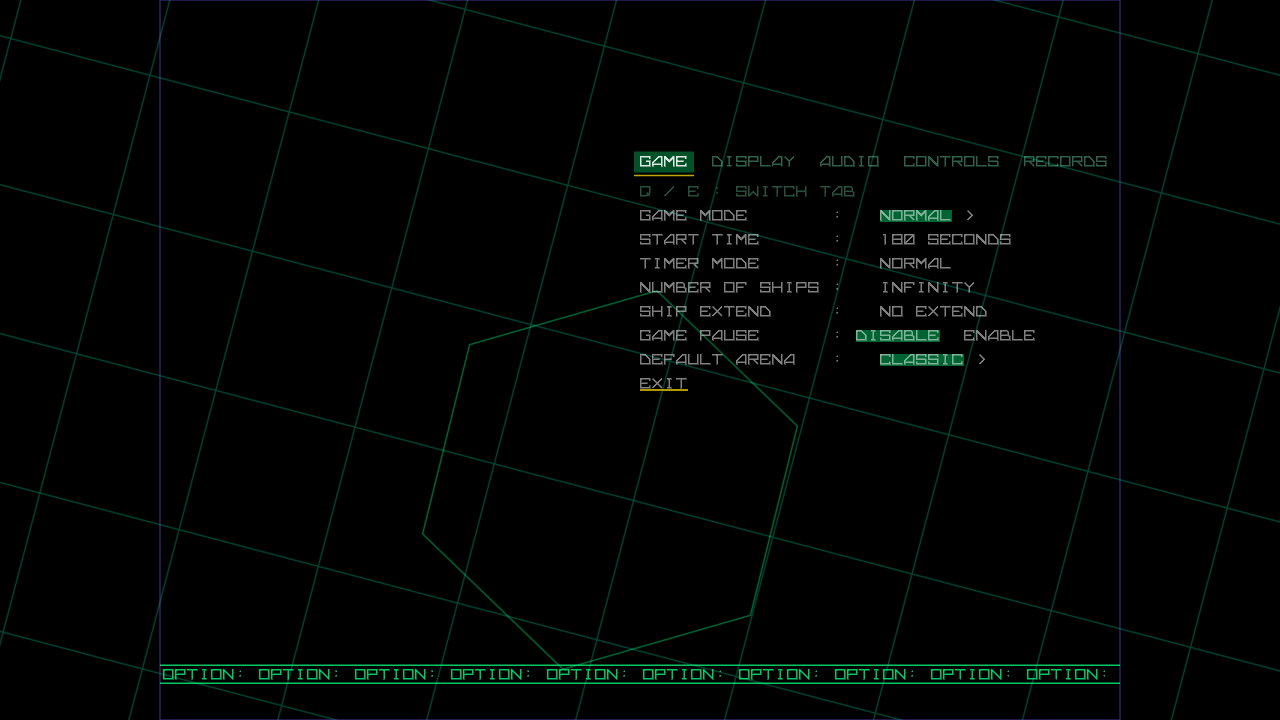 GAME DISPLAY AUDIO CONTROLS RECORDS
Q / E : SWITCH TAB
GAME MODE : NORMAL >
START TIME : 180 SECONDS
TIMER MODE : NORMAL
NUMBER OF SHIPS : INFINITY
SHIP EXTEND : NO EXTEND
GAME PAUSE : DISABLE ENABLE
DEFAULT ARENA : CLASSIC >
EXIT
OPTION: OPTION: OPTION: OPTION: OPTION: OPTION: OPTION: OPTION: OPTION: OPTION: